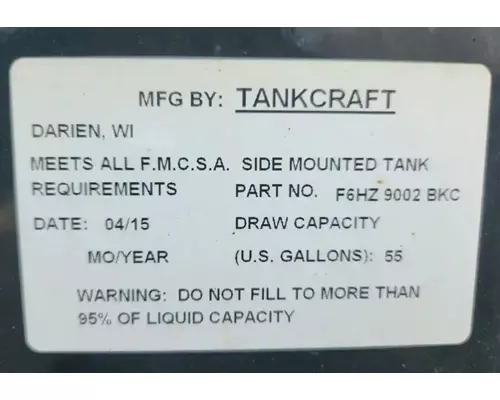 MFG BY: TANKCRAFT
DARIEN, WI
MEETS ALL F.M.C.S.A. SIDE MOUNTED TANK
REQUIREMENTS PART NO. F6HZ 9002 BKC
DATE: 04/15 DRAW CAPACITY
MO/YEAR (U.S. GALLONS): 55
WARNING: DO NOT FILL TO MORE THAN
95% OF LIQUID CAPACITY